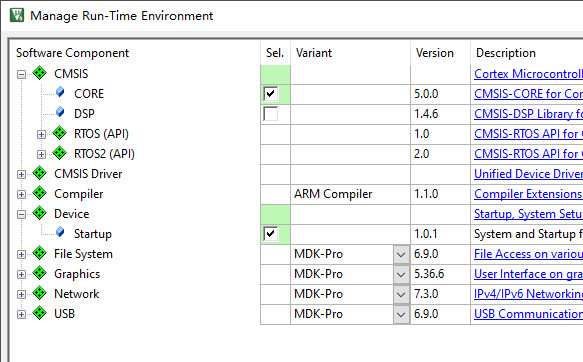 Manage Run-Time Environment
Software Component Sel. Variant Version Description
CMSIS Cortex Microcontroll
CORE 5.0.0 CMSIS-CORE for Cor
DSP 1.4.6 CMSIS-DSP Library fo
RTOS (API) 1.0 CMSIS-RTOS API for C
RTOS2 (API) 2.0 CMSIS-RTOS API for C
CMSIS Driver Unified Device Driver
Compiler ARM Compiler 1.1.0 Compiler Extensions
Device Startup, System Setu
Startup 1.0.1 System and Startup f
File System MDK-Pro 6.9.0 File Access on variou
Graphics MDK-Pro 5.36.6 User Interface on gra
Network MDK-Pro 7.3.0 IPv4/IPv6 Networking
USB MDK-Pro 6.9.0 USB Communication